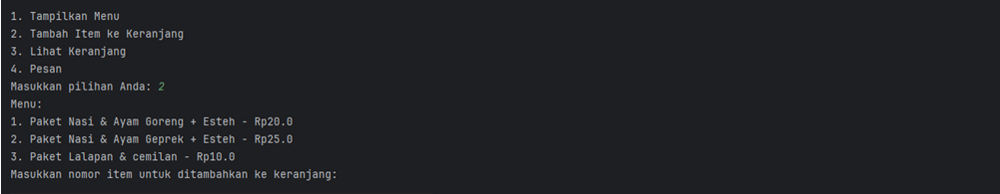 1. Tampilkan Menu
2. Tambah Item ke Keranjang
3. Lihat Keranjang
4. Pesan
Masukkan pilihan Anda: 2
Menu:
1. Paket Nasi & Ayam Goreng + Esteh - Rp20.0
2. Paket Nasi & Ayam Geprek + Esteh - Rp25.0
3. Paket Lalapan & cemilan - Rp10.0
Masukkan nomor item untuk ditambahkan ke keranjang: